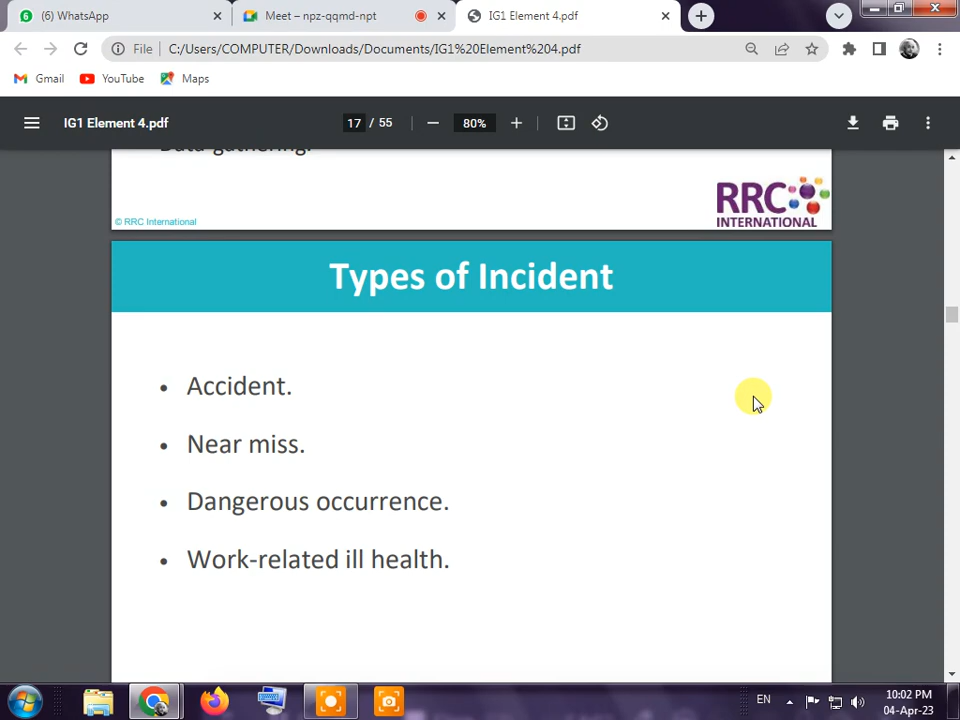 (6) WhatsApp
Meet – npz-qqmd-npt
IG1 Element 4.pdf
File
C:/Users/COMPUTER/Downloads/Documents/IG1%20Element%204.pdf
Gmail
YouTube
Maps
IG1 Element 4.pdf
17 / 55
80%
Data gathering.
RRC
INTERNATIONAL
© RRC International
Types of Incident
• Accident.
• Near miss.
• Dangerous occurrence.
• Work-related ill health.
EN
10:02 PM
04-Apr-23